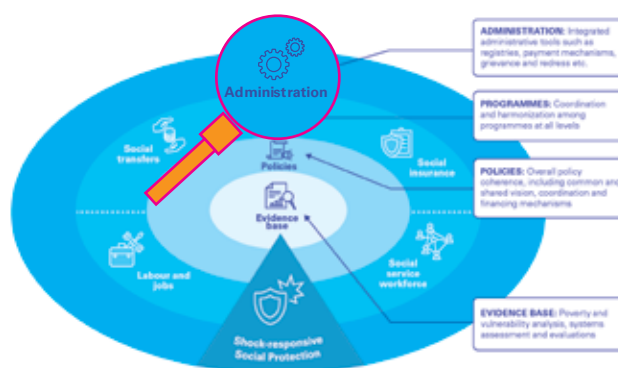 Administration
Social
transfers
Policies
Social
insurance
Evidence
base
Labour and
jobs
Social
service
workforce
Shock-responsive
Social Protection
ADMINISTRATION: Integrated
administrative tools such as
registries, payment mechanisms,
grievance and redress etc.
PROGRAMMES: Coordination
and harmonization among
programmes at all levels
POLICIES: Overall policy
coherence, including common and
shared vision, coordination and
financing mechanisms
EVIDENCE BASE: Poverty and
vulnerability analysis, systems
assessment and evaluations